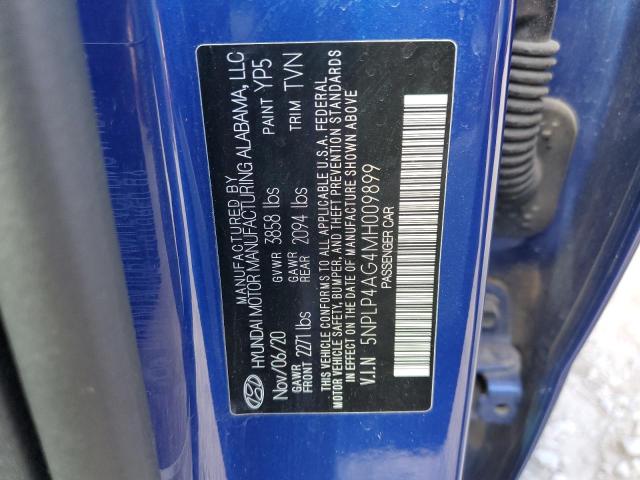 MANUFACTURED BY
HYUNDAI MOTOR MANUFACTURING ALABAMA, LLC
Nov/06/20 GVWR 3858 lbs PAINT YP5
GAWR FRONT 2271 lbs GAWR REAR 2094 lbs TRIM TVN
THIS VEHICLE CONFORMS TO ALL APPLICABLE U.S.A. FEDERAL
MOTOR VEHICLE SAFETY, BUMPER, AND THEFT PREVENTION STANDARDS
IN EFFECT ON THE DATE OF MANUFACTURE SHOWN ABOVE
V.I.N 5NPLP4AG4MH009899
PASSENGER CAR